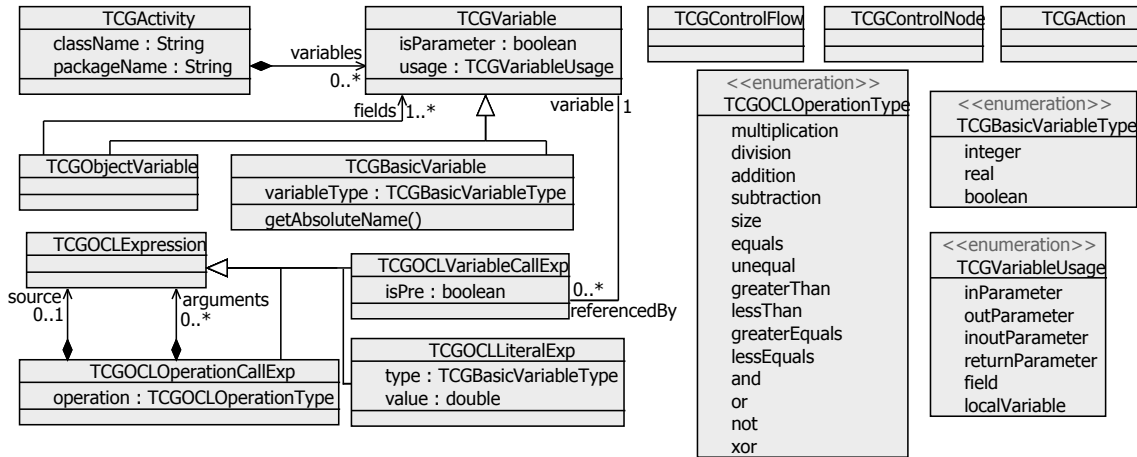 TCGActivity
className : String
packageName : String
variables
0..*
TCGVariable
isParameter : boolean
usage : TCGVariableUsage
fields
1..*
variable
1
TCGControlFlow
TCGControlNode
TCGAction
TCGObjectVariable
TCGBasicVariable
variableType : TCGBasicVariableType
getAbsoluteName()
TCGOCLExpression
source
0..1
arguments
0..*
TCGOCLVariableCallExp
isPre : boolean
0..*
referencedBy
TCGOCLOperationCallExp
operation : TCGOCLOperationType
TCGOCLLiteralExp
type : TCGBasicVariableType
value : double
<<enumeration>>
TCGOCLOperationType
multiplication
division
addition
subtraction
size
equals
unequal
greaterThan
lessThan
greaterEquals
lessEquals
and
or
not
xor
<<enumeration>>
TCGBasicVariableType
integer
real
boolean
<<enumeration>>
TCGVariableUsage
inParameter
outParameter
inoutParameter
returnParameter
field
localVariable